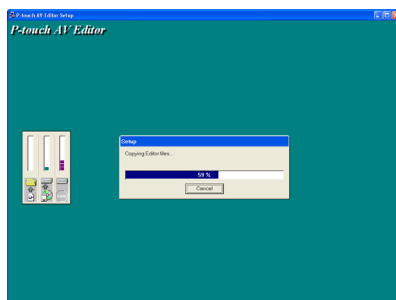 P-touch AV Editor Setup
P-touch AV Editor
Setup
Copying Editor files...
59 %
Cancel